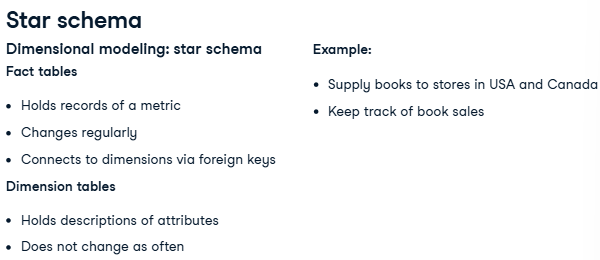 Star schema
Dimensional modeling: star schema
Fact tables
• Holds records of a metric
• Changes regularly
• Connects to dimensions via foreign keys
Dimension tables
• Holds descriptions of attributes
• Does not change as often
Example:
• Supply books to stores in USA and Canada
• Keep track of book sales